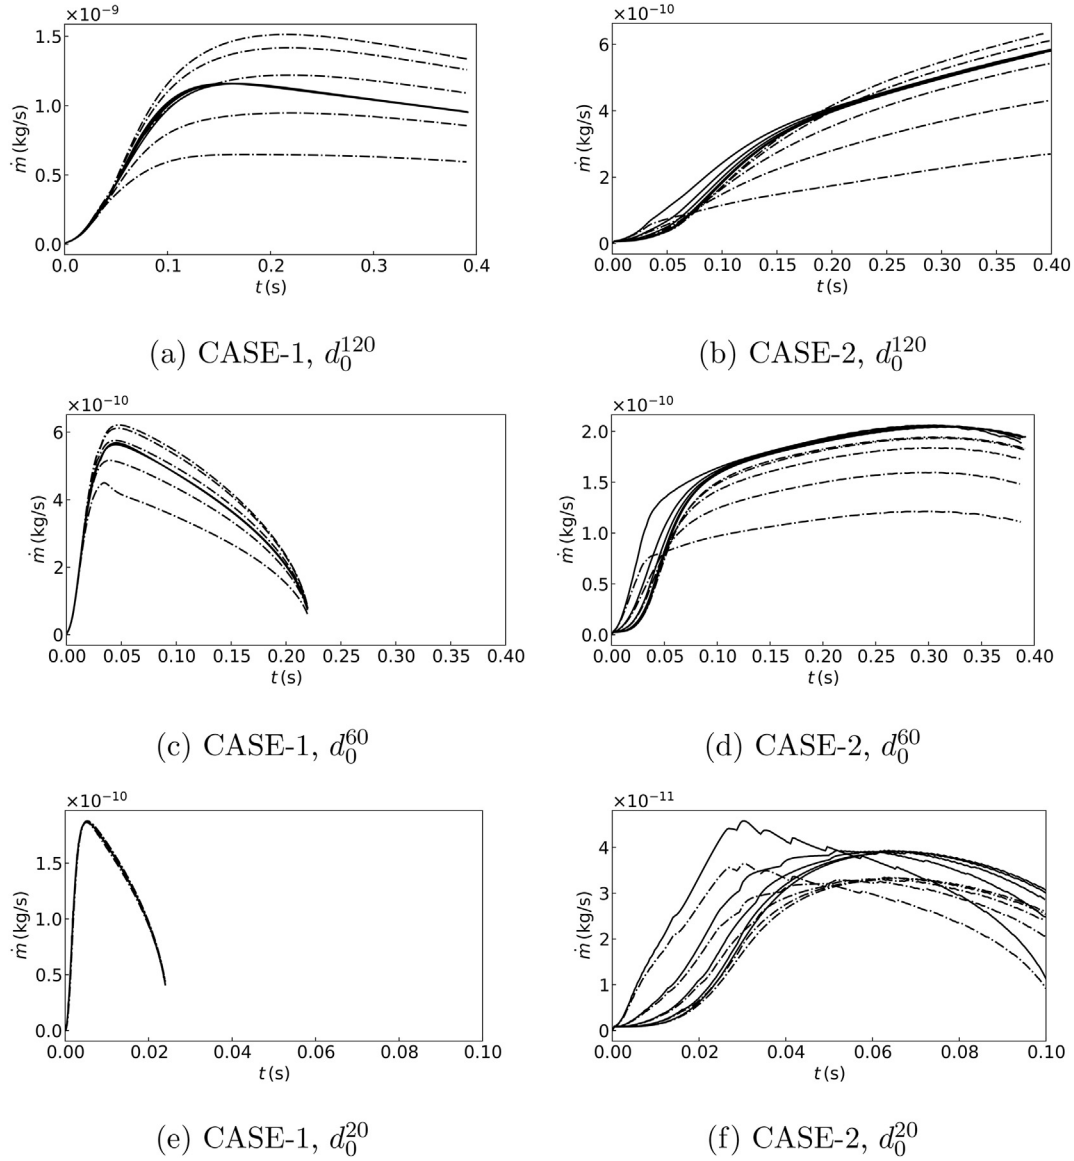 ×10⁻⁹
ṁ (kg/s)
1.5
1.0
0.5
0.0
0.0 0.1 0.2 0.3 0.4
t (s)
(a) CASE-1, d₀¹²⁰
×10⁻¹⁰
ṁ (kg/s)
6
4
2
0
0.00 0.05 0.10 0.15 0.20 0.25 0.30 0.35 0.40
t (s)
(b) CASE-2, d₀¹²⁰
×10⁻¹⁰
ṁ (kg/s)
6
4
2
0
0.00 0.05 0.10 0.15 0.20 0.25 0.30 0.35 0.40
t (s)
(c) CASE-1, d₀⁶⁰
×10⁻¹⁰
ṁ (kg/s)
2.0
1.5
1.0
0.5
0.0
0.00 0.05 0.10 0.15 0.20 0.25 0.30 0.35 0.40
t (s)
(d) CASE-2, d₀⁶⁰
×10⁻¹⁰
ṁ (kg/s)
1.5
1.0
0.5
0.0
0.00 0.02 0.04 0.06 0.08 0.10
t (s)
(e) CASE-1, d₀²⁰
×10⁻¹¹
ṁ (kg/s)
4
3
2
1
0
0.00 0.02 0.04 0.06 0.08 0.10
t (s)
(f) CASE-2, d₀²⁰